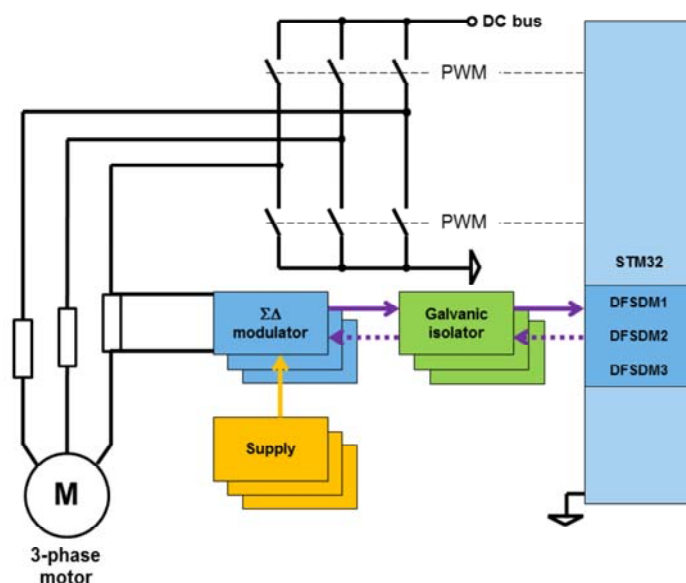 DC bus
PWM
PWM
STM32
ΣΔ
modulator
Galvanic
isolator
DFSDM1
DFSDM2
DFSDM3
Supply
M
3-phase
motor